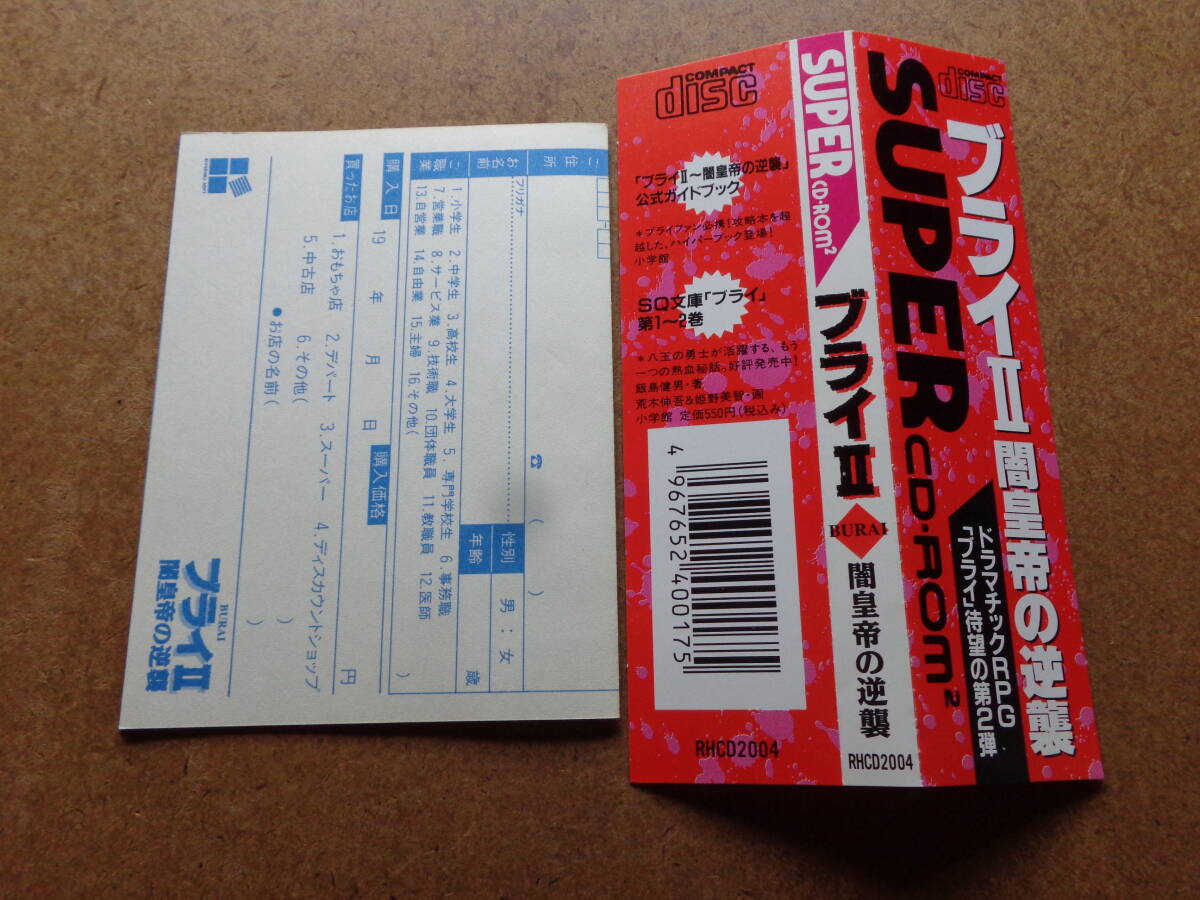 ご住所
☎ ( )
フリガナ
お名前
性別 男：女
年齢 歳
ご職業
1.小学生 2.中学生 3.高校生 4.大学生 5.専門学校生 6.事務職
7.営業職 8.サービス業 9.技術職 10.団体職員 11.教職員 12.医師
13.自営業 14.自由業 15.主婦 16.その他( )
購入日 19 年 月 日 購入価格 円
買ったお店
1.おもちゃ店 2.デパート 3.スーパー 4.ディスカウントショップ
5.中古店 6.その他( )
●お店の名前( )
ブライII
BURAI
闇皇帝の逆襲
COMPACT
disc
「ブライII～闇皇帝の逆襲」
公式ガイドブック
＊ブライファン必携！攻略本を超
越した、ハイパーブック登場！
小学館
SQ文庫「ブライ」
第1～2巻
＊八玉の勇士が活躍する、もう
一つの熱血秘話。好評発売中！
飯島健男・著
荒木伸吾&姫野美智・画
小学館 定価550円(税込み)
4967652400175
RHCD2004
SUPER CD・ROM2
ブライII
BURAI
闇皇帝の逆襲
RHCD2004
COMPACT
disc
SUPER CD・ROM2
ブライII 闇皇帝の逆襲
ドラマチックRPG
「ブライ」待望の第2弾